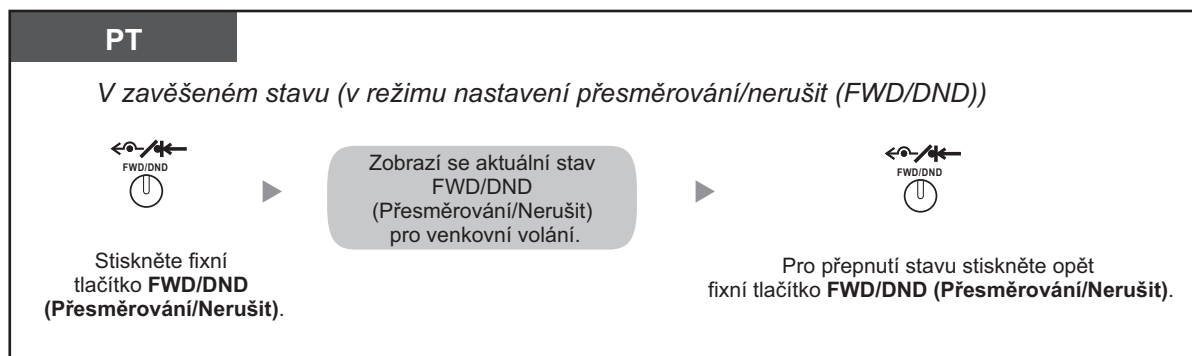 PT
V zavěšeném stavu (v režimu nastavení přesměrování/nerušit (FWD/DND))
FWD/DND
Stiskněte fixní
tlačítko FWD/DND
(Přesměrování/Nerušit).
Zobrazí se aktuální stav
FWD/DND
(Přesměrování/Nerušit)
pro venkovní volání.
FWD/DND
Pro přepnutí stavu stiskněte opět
fixní tlačítko FWD/DND (Přesměrování/Nerušit).